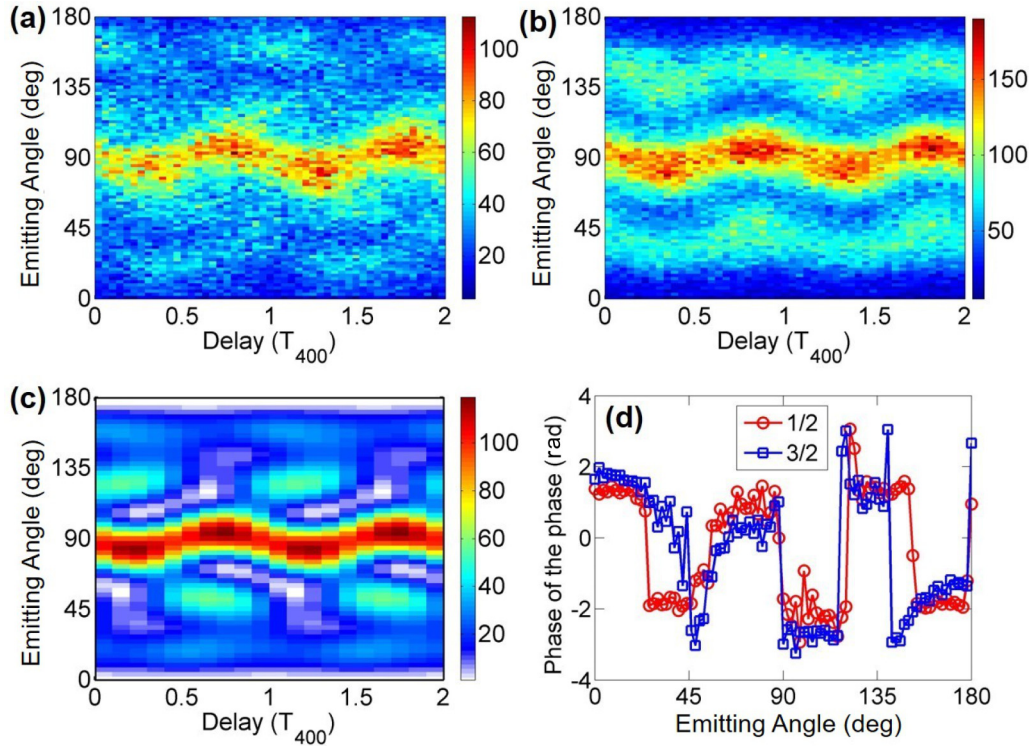 (a)
180
135
90
45
0
Emitting Angle (deg)
0 0.5 1 1.5 2
Delay (T400)
100
80
60
40
20
(b)
180
135
90
45
0
Emitting Angle (deg)
0 0.5 1 1.5 2
Delay (T400)
150
100
50
(c)
180
135
90
45
0
Emitting Angle (deg)
0 1 2
Delay (T400)
100
80
60
40
20
(d)
4
2
0
-2
-4
Phase of the phase (rad)
1/2
3/2
0 45 90 135 180
Emitting Angle (deg)